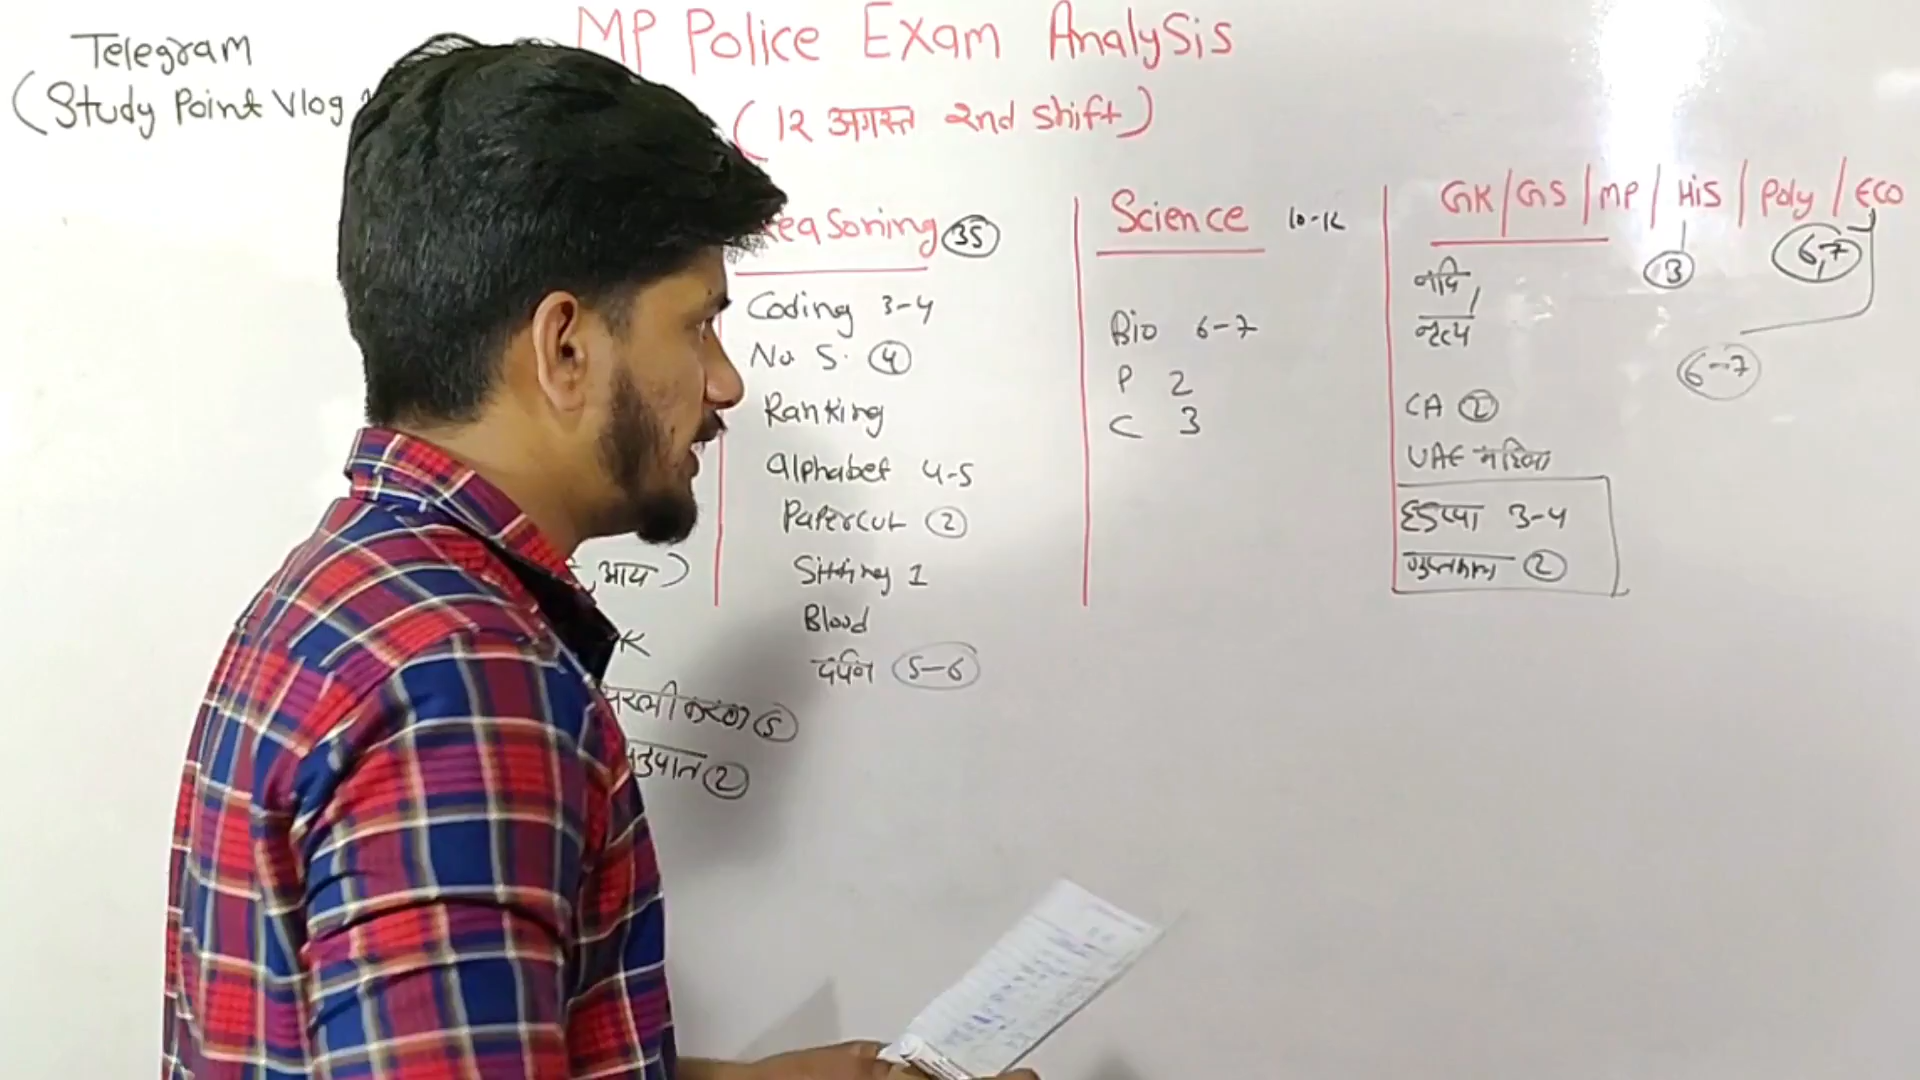 Telegram
(Study Point Vlog
MP Police Exam Analysis
(12 अगस्त 2nd Shift)
Reasoning 35
Coding 3-4
No S. 4
Ranking
Alphabet 4-5
Papercut 2
Sitting 1
Blood
दर्पन 5-6
, आय)
K
सरलीकरण 5
नुपात 2
Science 10-12
Bio 6-7
P 2
C 3
GK/GS/MP/HiS/Poly/ECO
3
6,7
6-7
नदि/
नृत्य
CA 2
UAE महिला
हडप्पा 3-4
गुप्तकाल 2